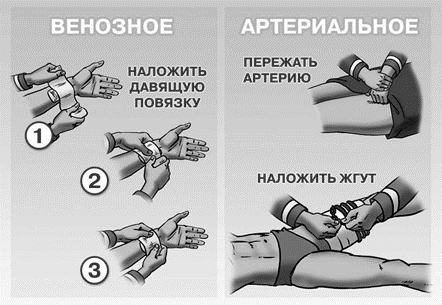 ВЕНОЗНОЕ
НАЛОЖИТЬ
ДАВЯЩУЮ
ПОВЯЗКУ
1
2
3
АРТЕРИАЛЬНОЕ
ПЕРЕЖАТЬ
АРТЕРИЮ
НАЛОЖИТЬ ЖГУТ